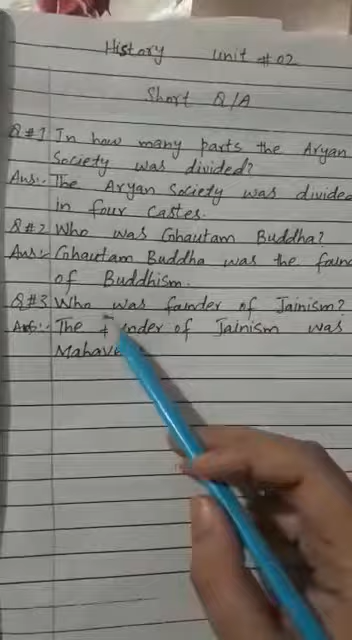 History unit #02
Short Q/A
Q#1 In how many parts the Aryan
Society was divided?
Ans:. The Aryan Society was divide
in four castes.
Q#2 Who was Ghautam Buddha?
Ans:. Ghautam Buddha was the foun
of Buddhism.
Q#3 Who was founder of Jainism?
Ans:. The of Jainism was